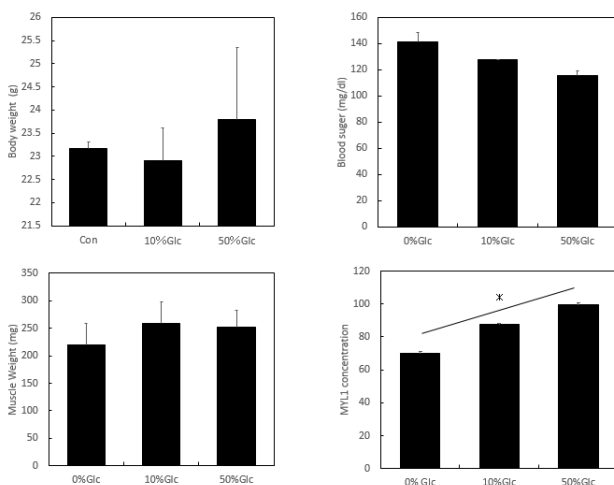 Body weight (g)
26
25.5
25
24.5
24
23.5
23
22.5
22
21.5
Con
10%Glc
50%Glc
Blood suger (mg/dl)
160
140
120
100
80
60
40
20
0
0%Glc
10%Glc
50%Glc
Muscle Weight (mg)
350
300
250
200
150
100
50
0
0%Glc
10%Glc
50%Glc
MYL1 concentration
120
100
80
60
40
20
0
*
0% Glc
10%Glc
50%Glc